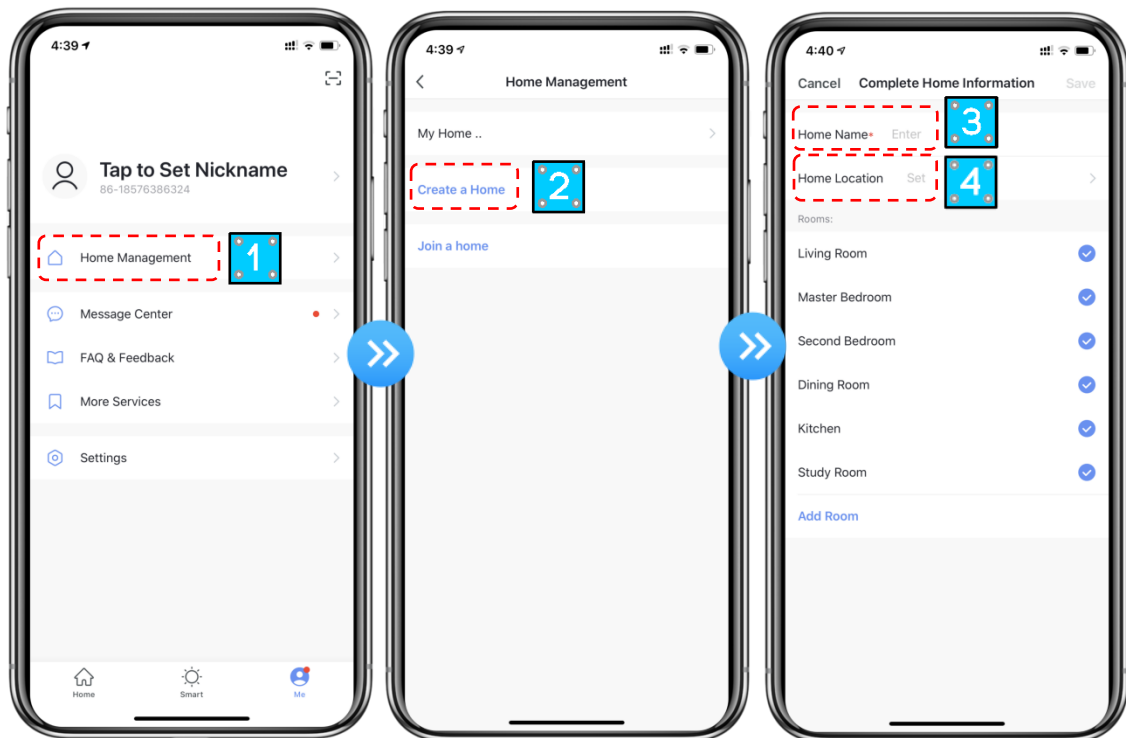 4:39
Tap to Set Nickname
86-18576386324
Home Management
1
Message Center
FAQ & Feedback
More Services
Settings
Home
Smart
Me
4:39
Home Management
My Home ..
Create a Home
2
Join a home
4:40
Cancel Complete Home Information Save
Home Name* Enter
3
Home Location Set
4
Rooms:
Living Room
Master Bedroom
Second Bedroom
Dining Room
Kitchen
Study Room
Add Room